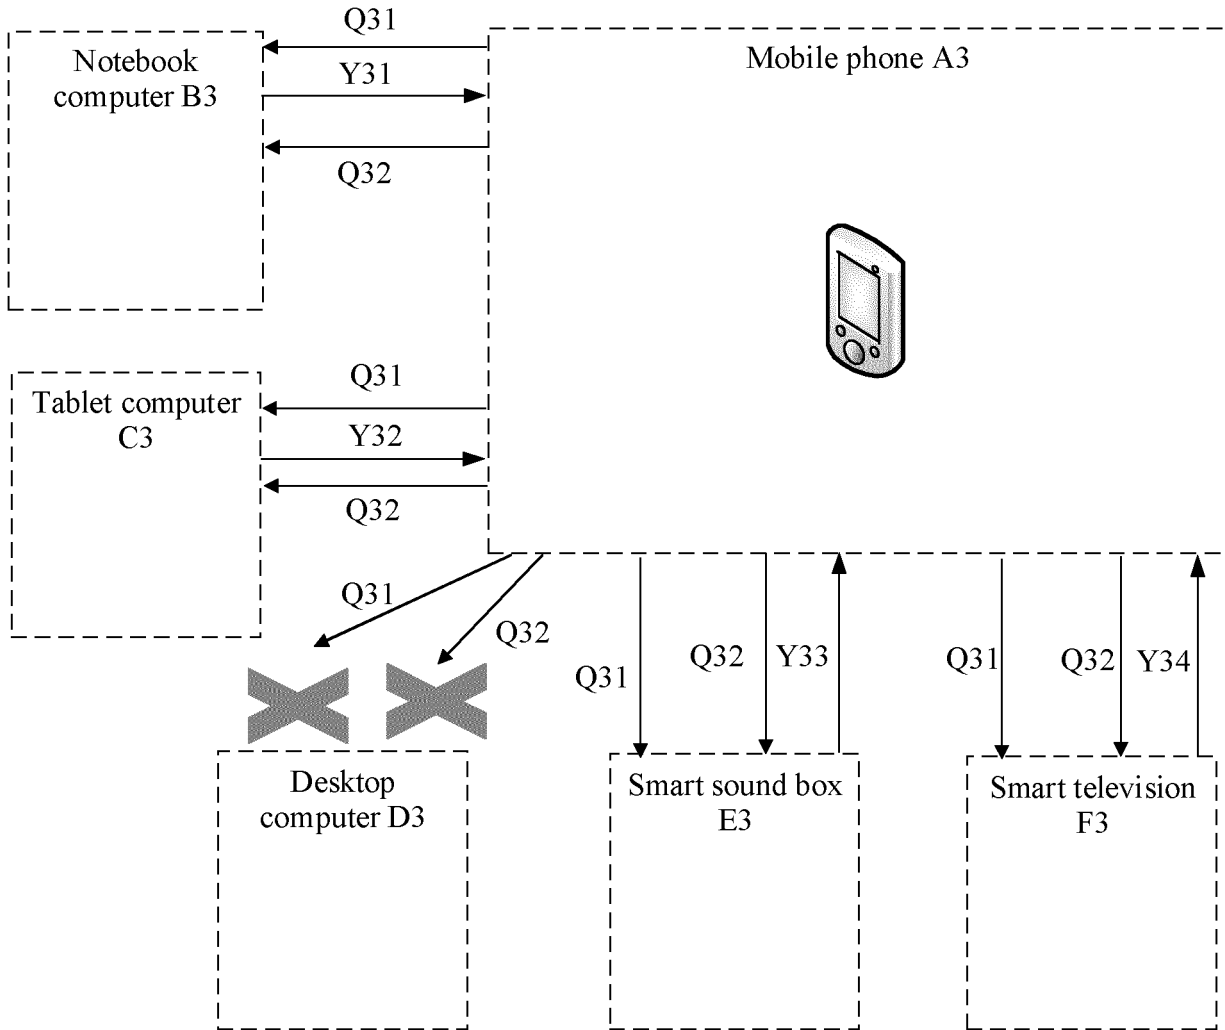 Q31
Notebook
computer B3
Y31
Q32
Mobile phone A3
Q31
Tablet computer
C3
Y32
Q32
Q31
Q32
Q31
Q32
Y33
Q31
Q32
Y34
Desktop
computer D3
Smart sound box
E3
Smart television
F3